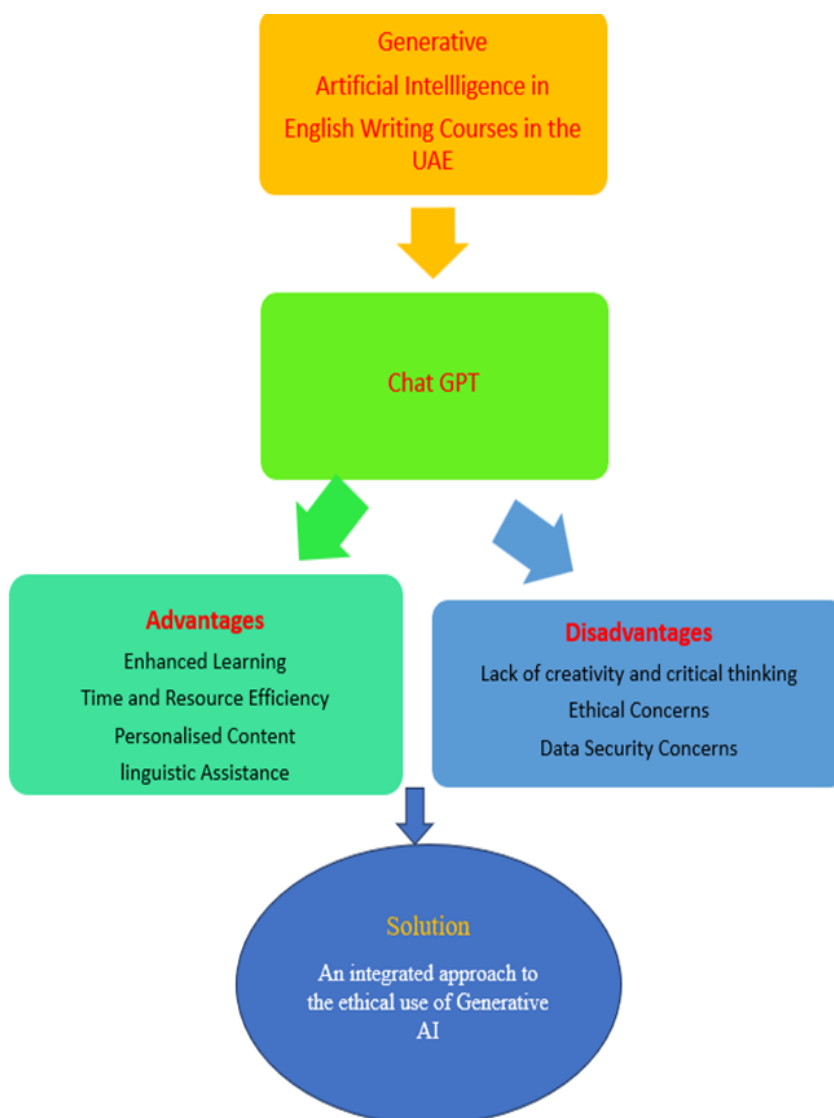 Generative
Artificial Intellligence in
English Writing Courses in the
UAE
Chat GPT
Advantages
Enhanced Learning
Time and Resource Efficiency
Personalised Content
linguistic Assistance
Disadvantages
Lack of creativity and critical thinking
Ethical Concerns
Data Security Concerns
Solution
An integrated approach to
the ethical use of Generative
AI